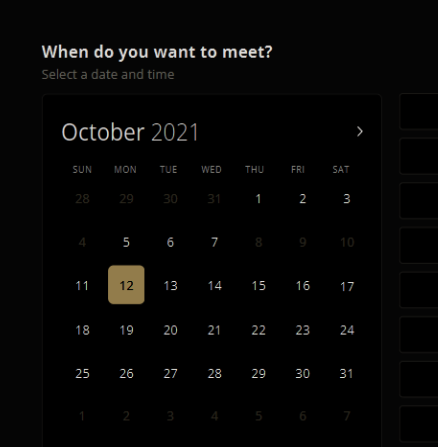 When do you want to meet?
Select a date and time
October 2021
SUN MON TUE WED THU FRI SAT
28 29 30 31 1 2 3
4 5 6 7 8 9 10
11 12 13 14 15 16 17
18 19 20 21 22 23 24
25 26 27 28 29 30 31
1 2 3 4 5 6 7